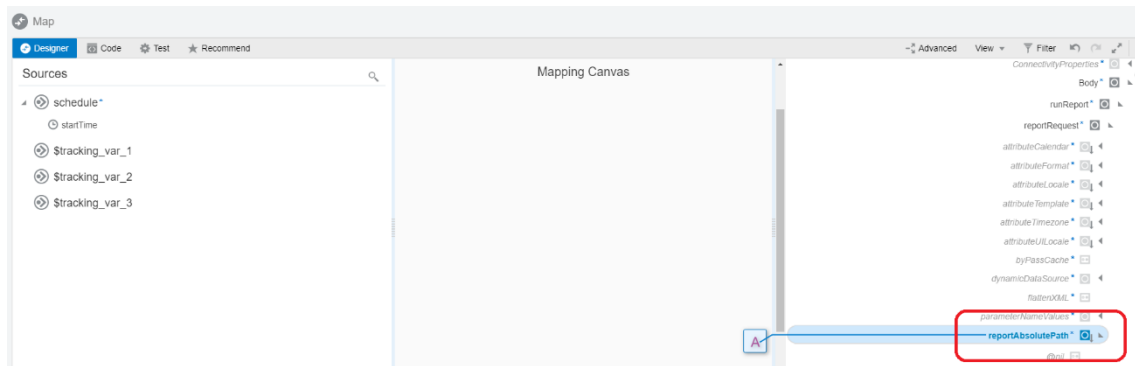 Map
Designer Code Test Recommend Advanced View Filter
Sources
schedule*
startTime
$tracking_var_1
$tracking_var_2
$tracking_var_3
Mapping Canvas
A
ConnectivityProperties*
Body*
runReport*
reportRequest*
attributeCalendar*
attributeFormat*
attributeLocale*
attributeTemplate*
attributeTimezone*
attributeUILocale*
byPassCache*
dynamicDataSource*
flattenXML*
parameterNameValues*
reportAbsolutePath*
@nil